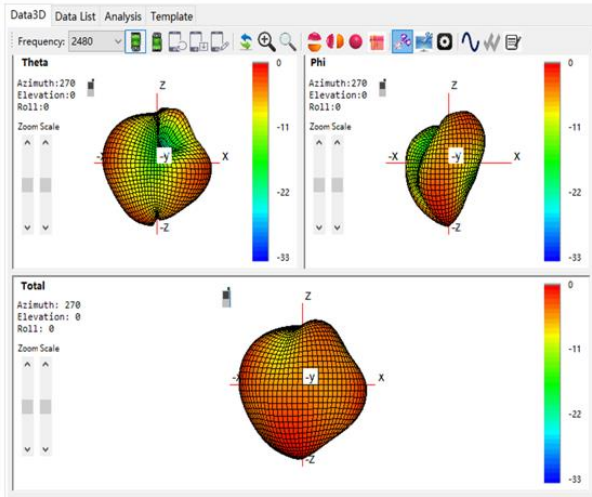 Data3D Data List Analysis Template
Frequency: 2480
Theta
Azimuth:270
Elevation:0
Roll:0
Zoom Scale
Z
-X
X
-y
-Z
0
-11
-22
-33
Phi
Azimuth:270
Elevation:0
Roll:0
Zoom Scale
Z
-X
X
-y
-Z
0
-11
-22
-33
Total
Azimuth: 270
Elevation: 0
Roll: 0
Zoom Scale
Z
-X
X
-y
-Z
0
-11
-22
-33